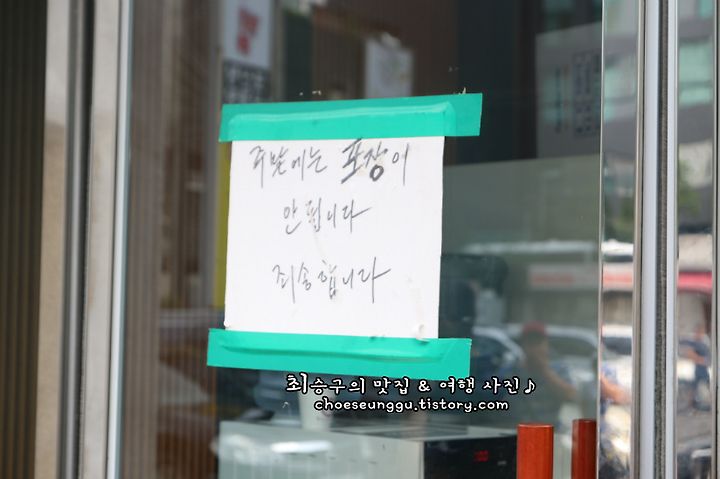 주말에는 포장이
안됩니다
죄송합니다
최승구의 맛집 & 여행 사진♪
choeseunggu.tistory.com